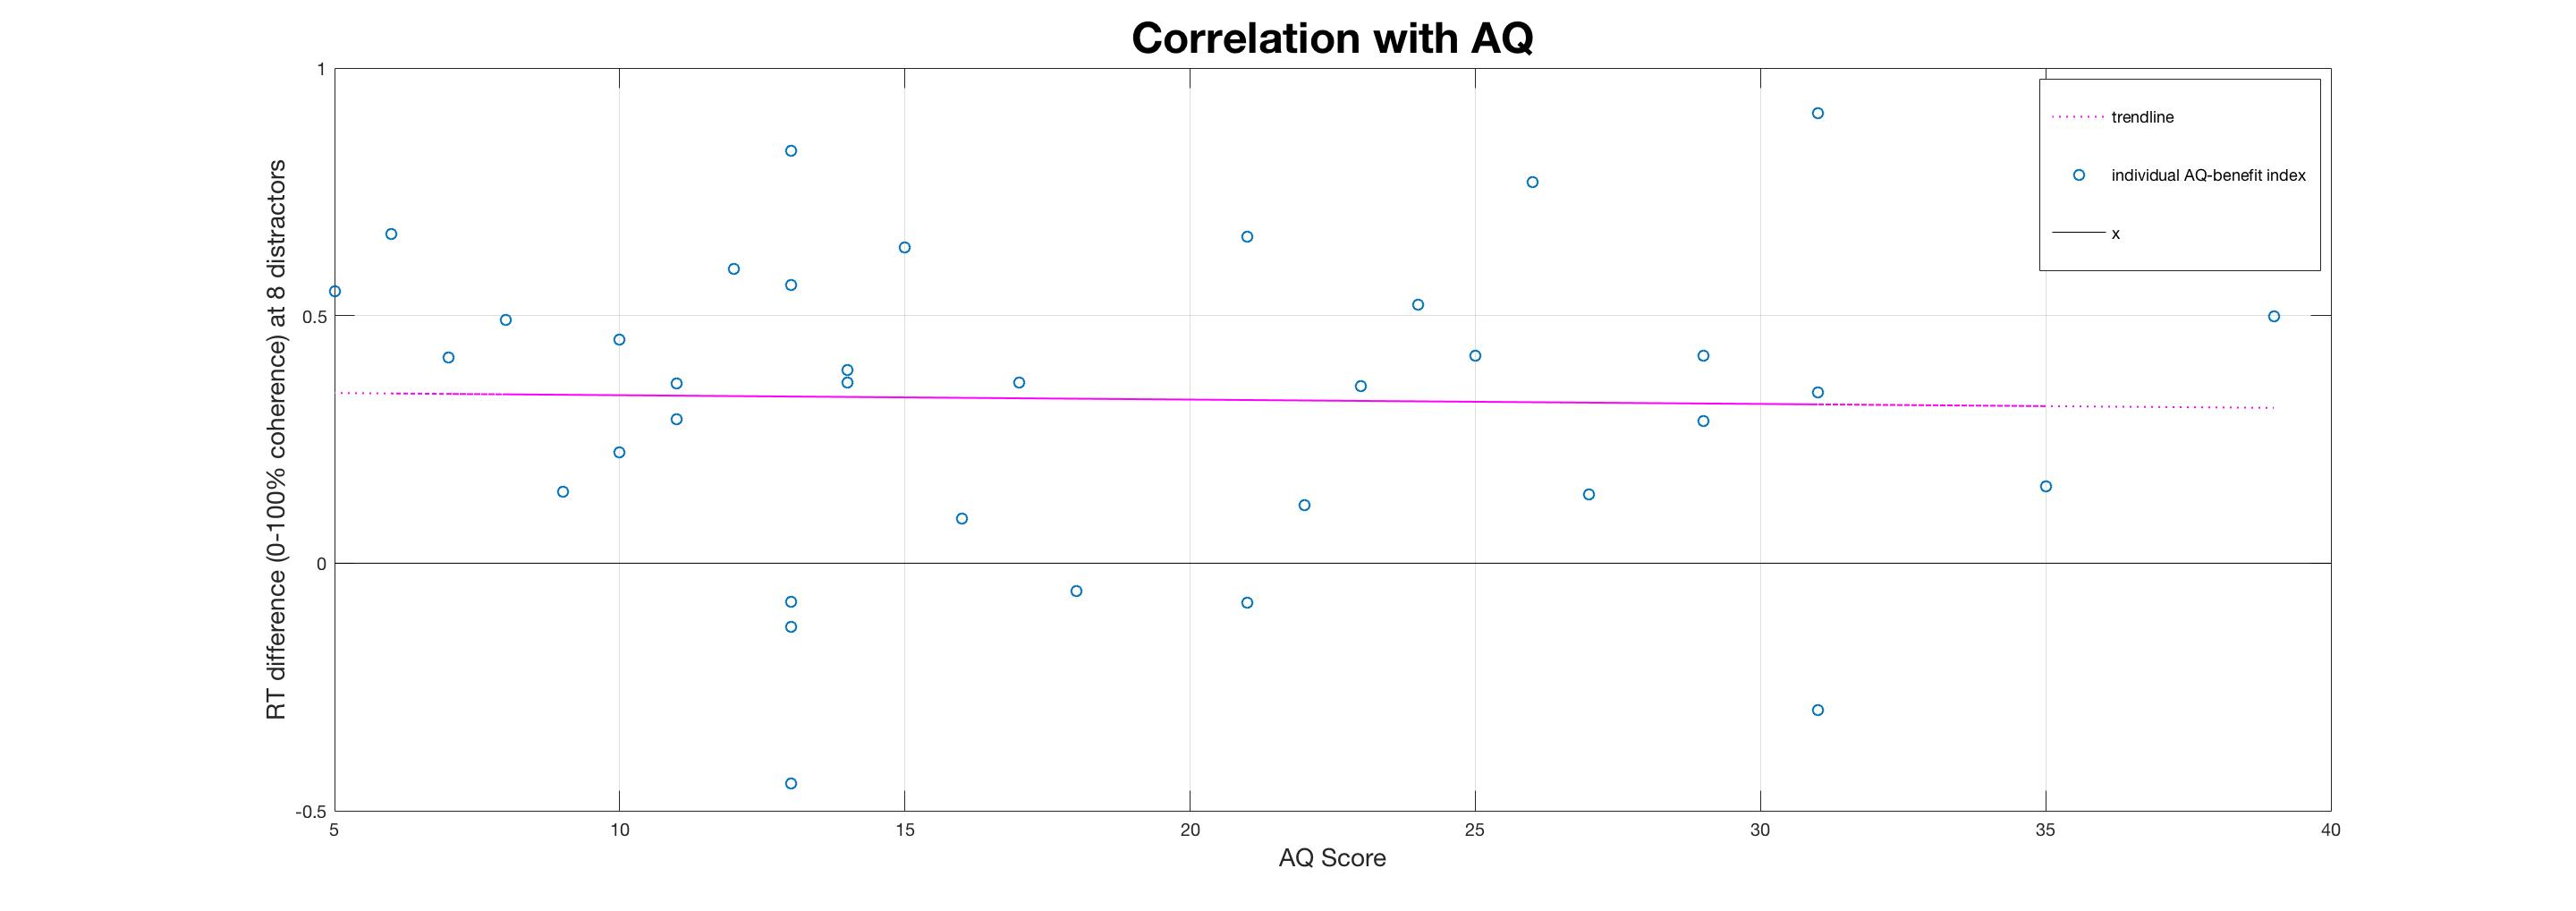 Correlation with AQ
1
0.5
0
-0.5
RT difference (0-100% coherence) at 8 distractors
trendline
individual AQ-benefit index
x
5 10 15 20 25 30 35 40
AQ Score